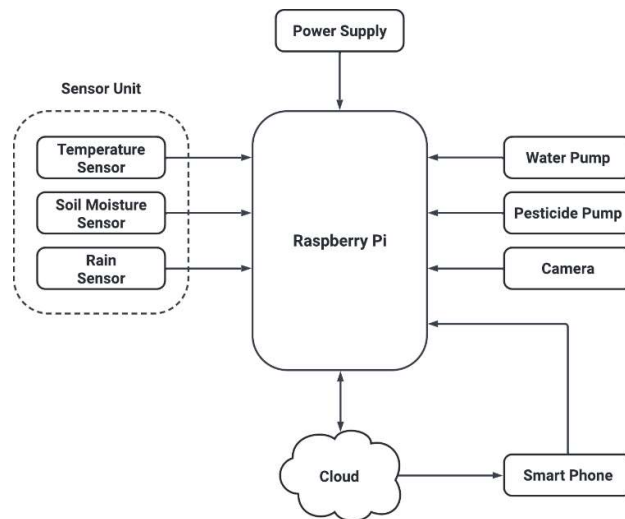 Power Supply
Sensor Unit
Temperature
Sensor
Soil Moisture
Sensor
Rain
Sensor
Raspberry Pi
Water Pump
Pesticide Pump
Camera
Cloud
Smart Phone